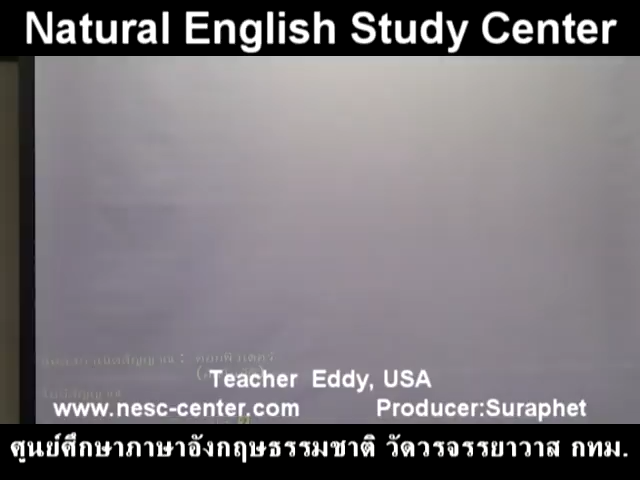 Natural English Study Center
Teacher Eddy, USA
www.nesc-center.com Producer:Suraphet
ศูนย์ศึกษาภาษาอังกฤษธรรมชาติ วัดวรจรรยาวาส กทม.